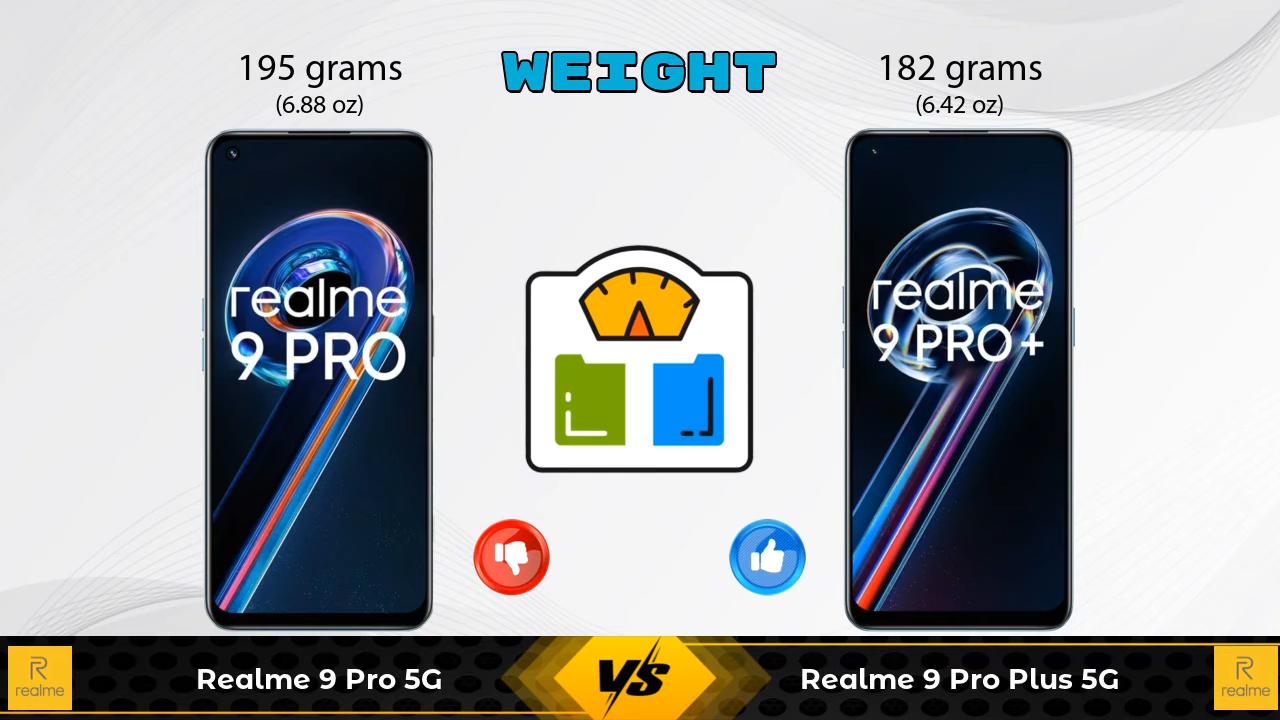 195 grams
(6.88 oz)
WEIGHT
182 grams
(6.42 oz)
realme
9 PRO
realme
9 PRO+
R
realme
Realme 9 Pro 5G
VS
Realme 9 Pro Plus 5G
R
realme